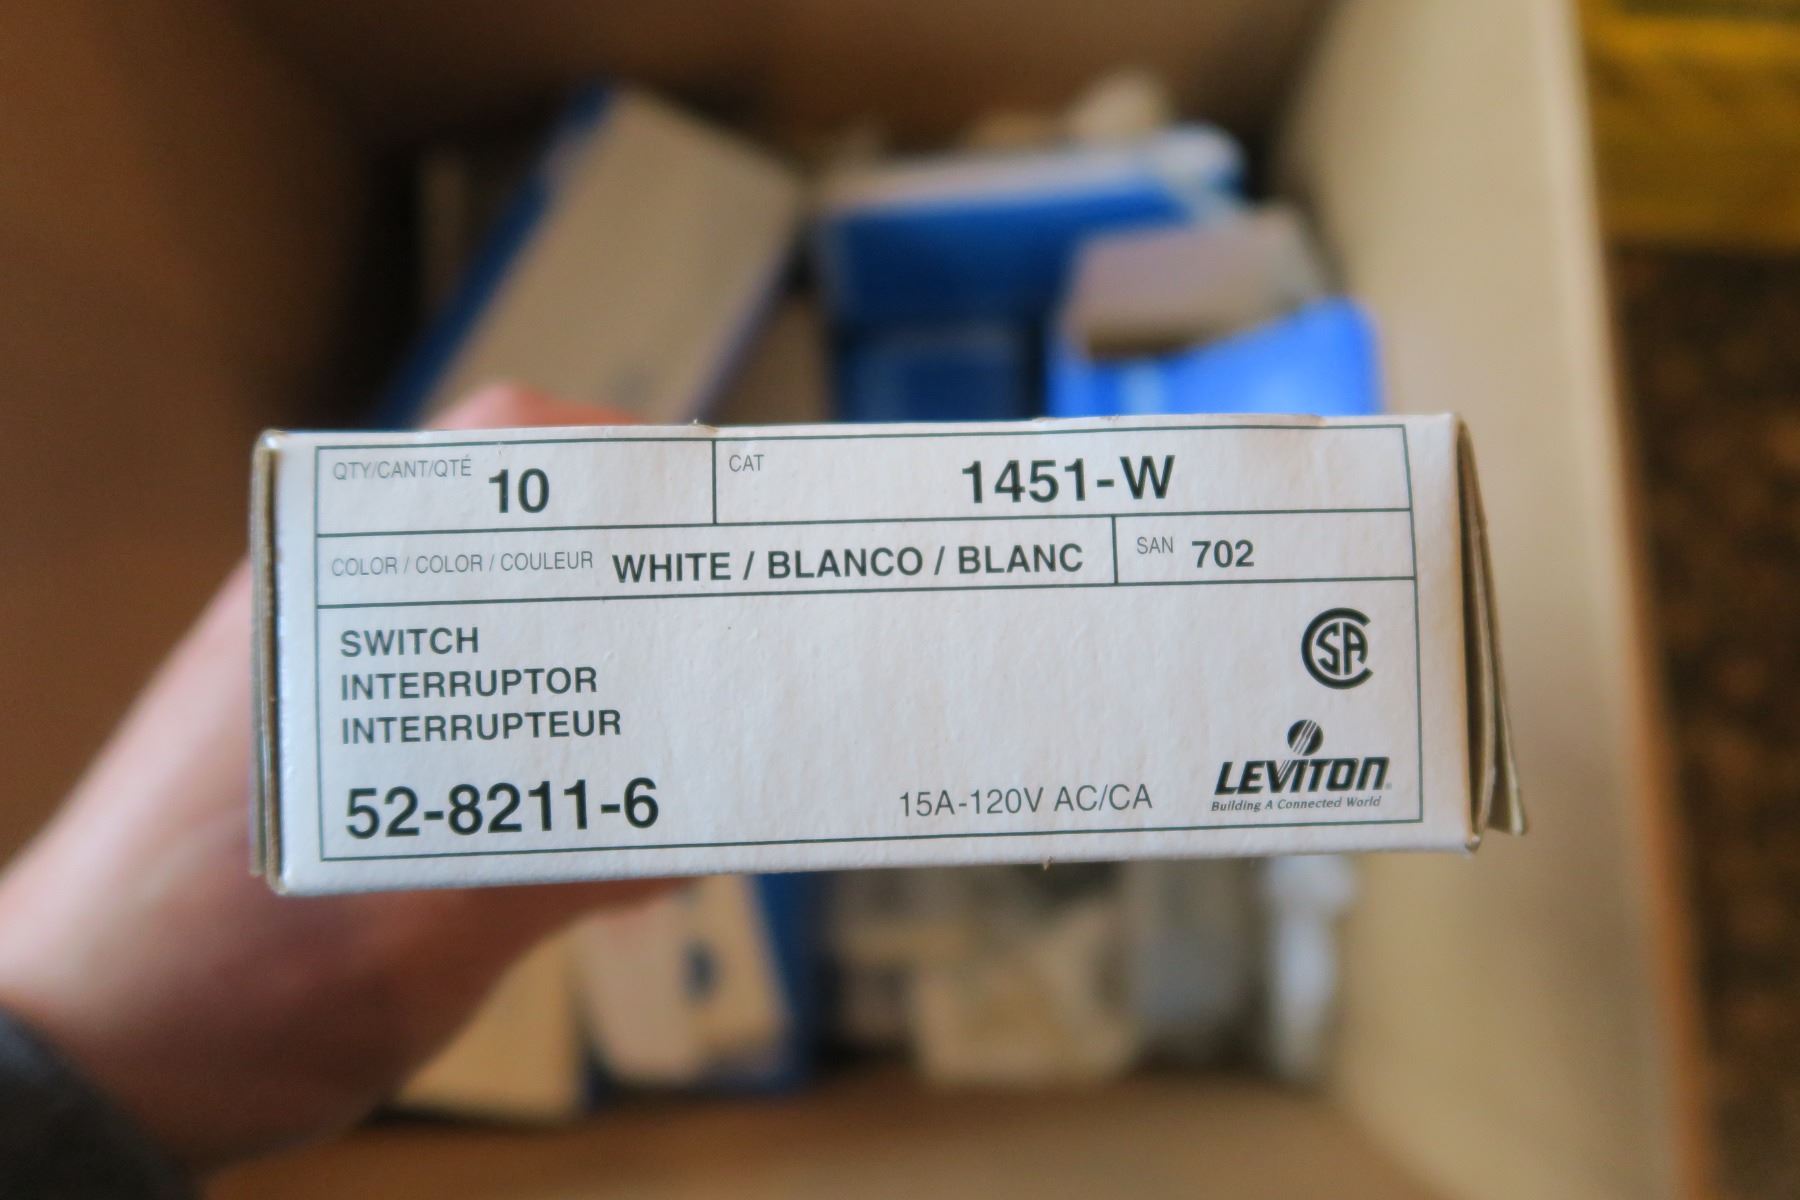 QTY/CANT/QTÉ 10 CAT 1451-W
COLOR / COLOR / COULEUR WHITE / BLANCO / BLANC SAN 702
SWITCH
INTERRUPTOR
INTERRUPTEUR
52-8211-6
15A-120V AC/CA
CSA
LEVITON®
Building A Connected World